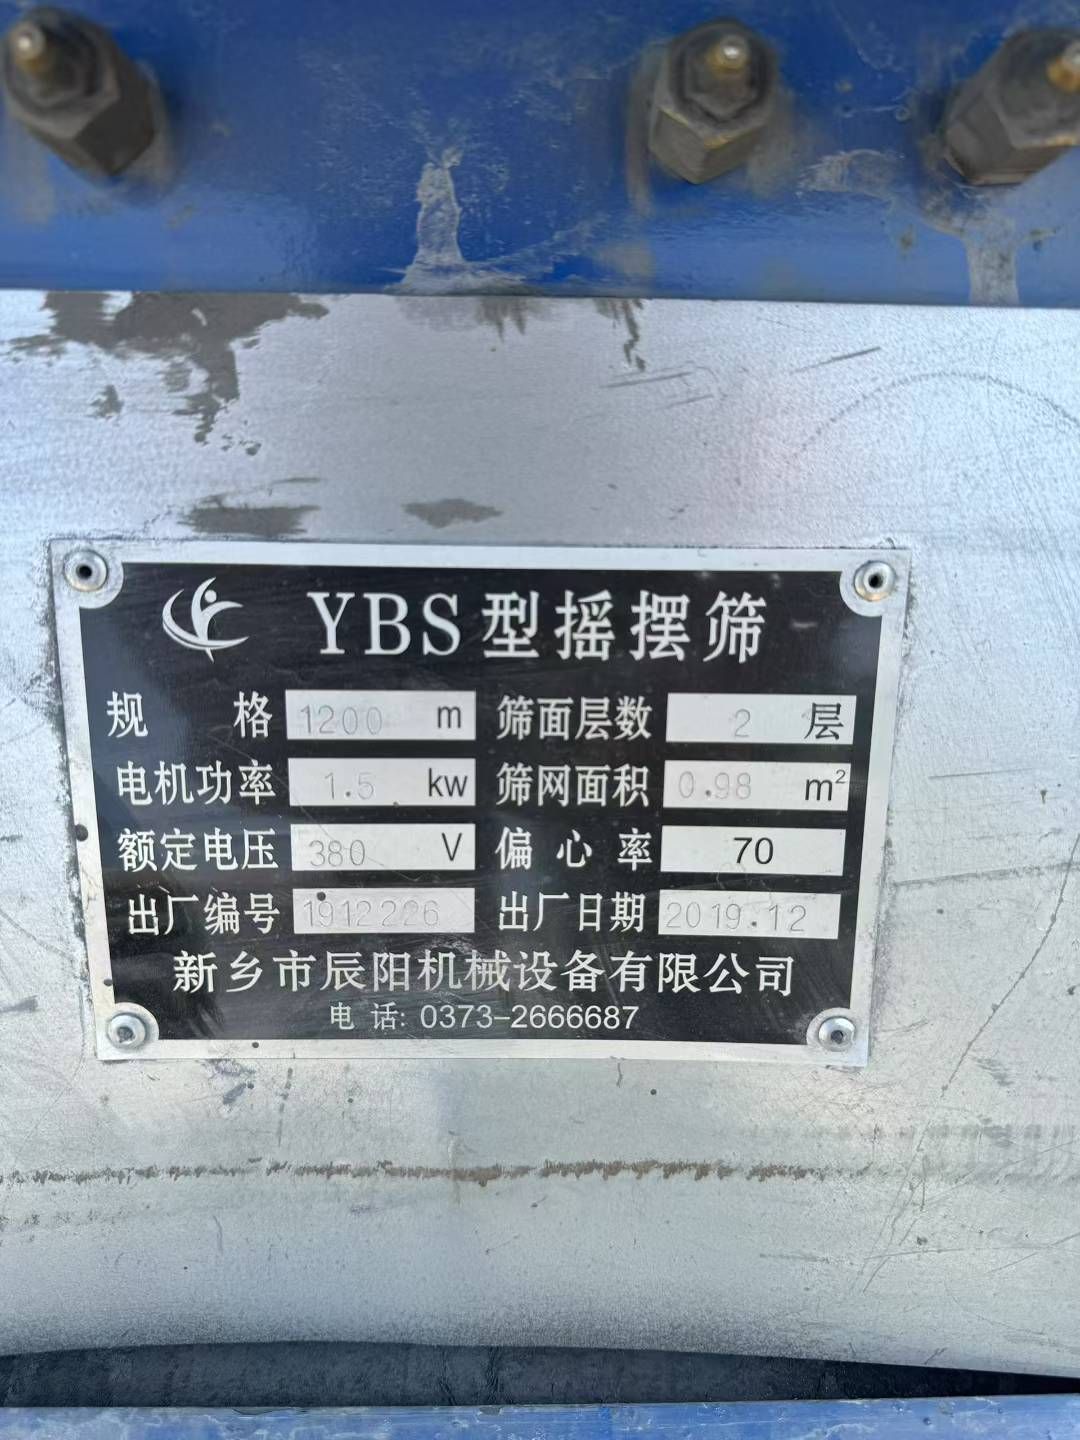 YBS型摇摆筛
规 格 1200 m 筛面层数 2 层
电机功率 1.5 kw 筛网面积 0.98 m²
额定电压 380 V 偏心率 70
出厂编号 1912226 出厂日期 2019.12
新乡市辰阳机械设备有限公司
电 话: 0373-2666687